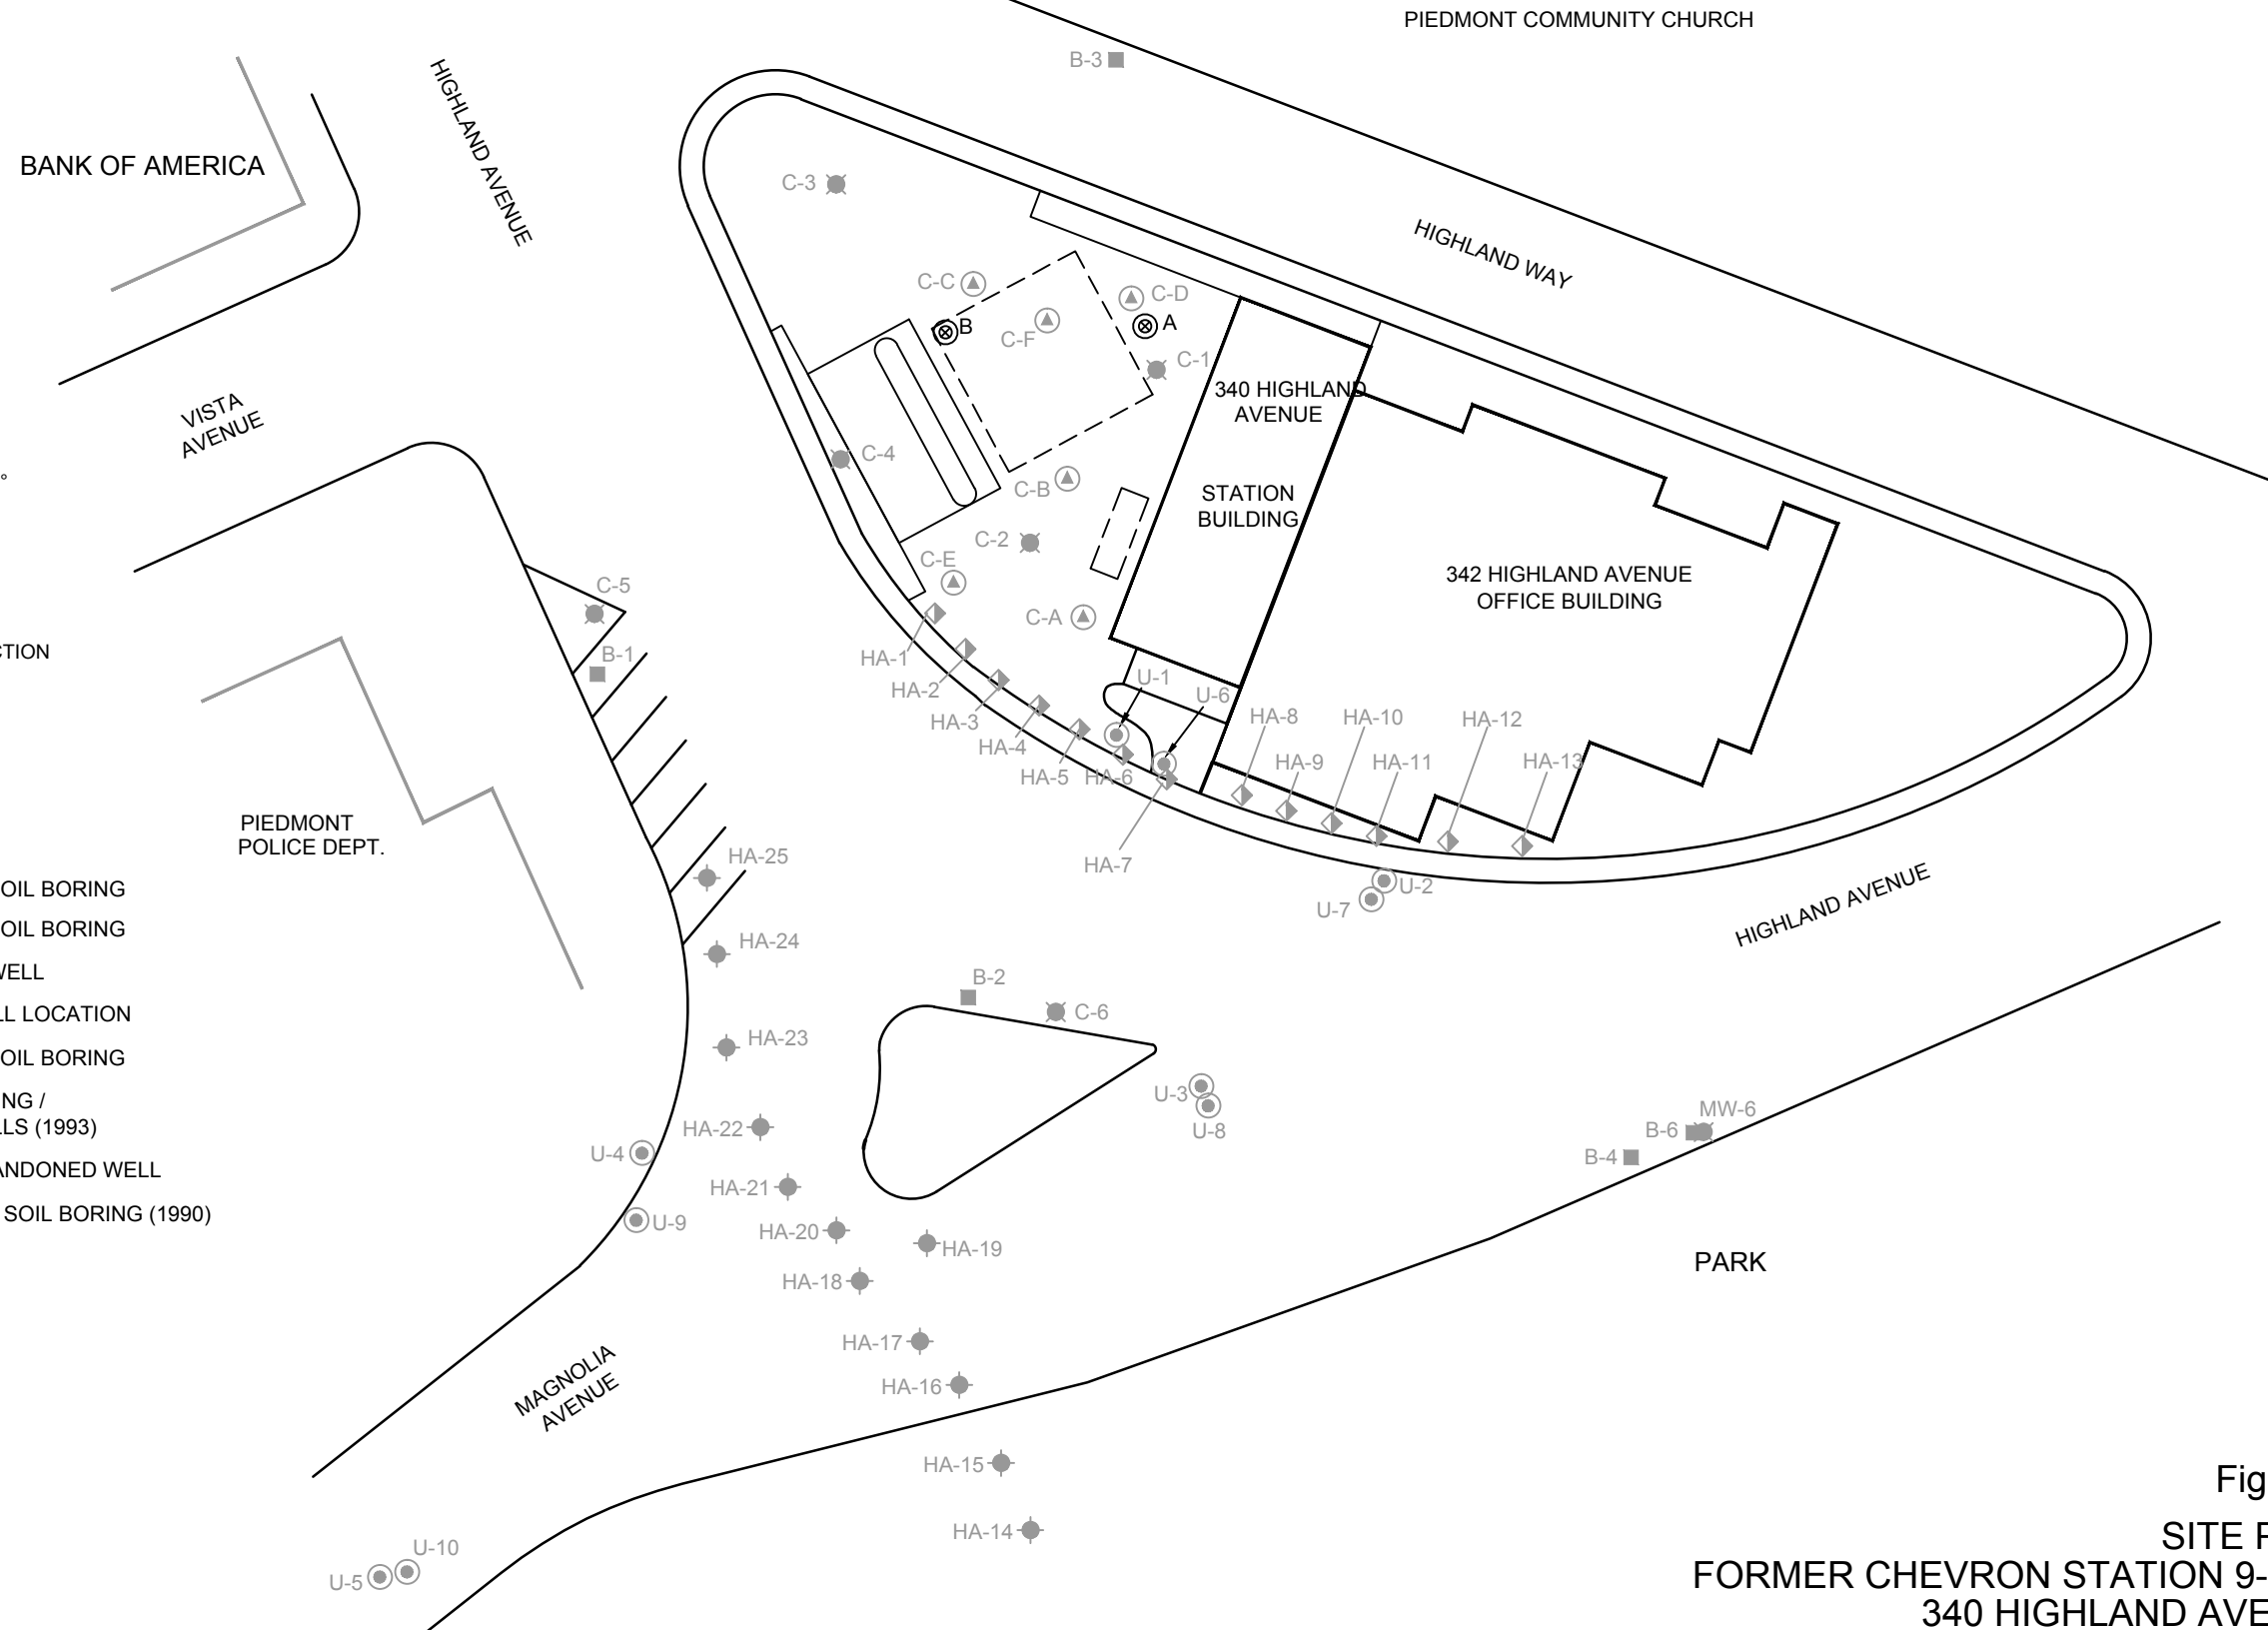 PIEDMONT COMMUNITY CHURCH
B-3
HIGHLAND AVENUE
BANK OF AMERICA
C-3
HIGHLAND WAY
C-C
C-D
B
A
C-F
C-1
340 HIGHLAND
AVENUE
VISTA
AVENUE
C-4
C-B
STATION
BUILDING
C-2
C-E
342 HIGHLAND AVENUE
OFFICE BUILDING
C-5
C-A
CTION
B-1
HA-1
HA-2
HA-3
HA-4
HA-5
HA-6
U-1
U-6
HA-8
HA-10
HA-12
HA-9
HA-11
HA-13
HA-7
PIEDMONT
POLICE DEPT.
HA-25
U-2
U-7
HIGHLAND AVENUE
OIL BORING
OIL BORING
WELL
LL LOCATION
OIL BORING
NG /
LLS (1993)
ANDONED WELL
SOIL BORING (1990)
HA-24
B-2
C-6
HA-23
U-3
U-8
MW-6
B-6
B-4
HA-22
U-4
HA-21
U-9
HA-20
HA-19
HA-18
PARK
HA-17
HA-16
MAGNOLIA
AVENUE
HA-15
HA-14
U-10
U-5
Fig
SITE P
FORMER CHEVRON STATION 9-
340 HIGHLAND AVE